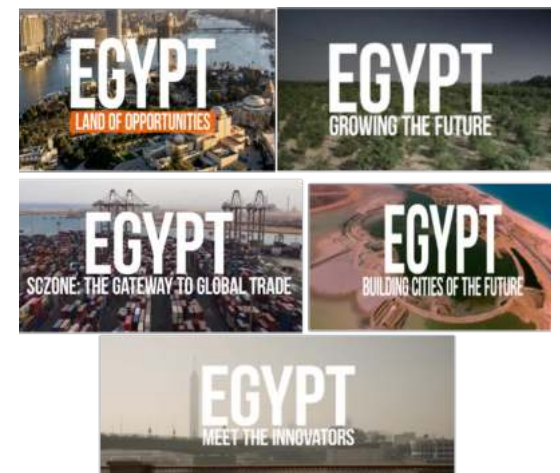 EGYPT
LAND OF OPPORTUNITIES
EGYPT
GROWING THE FUTURE
EGYPT
SCZONE: THE GATEWAY TO GLOBAL TRADE
EGYPT
BUILDING CITIES OF THE FUTURE
EGYPT
MEET THE INNOVATORS